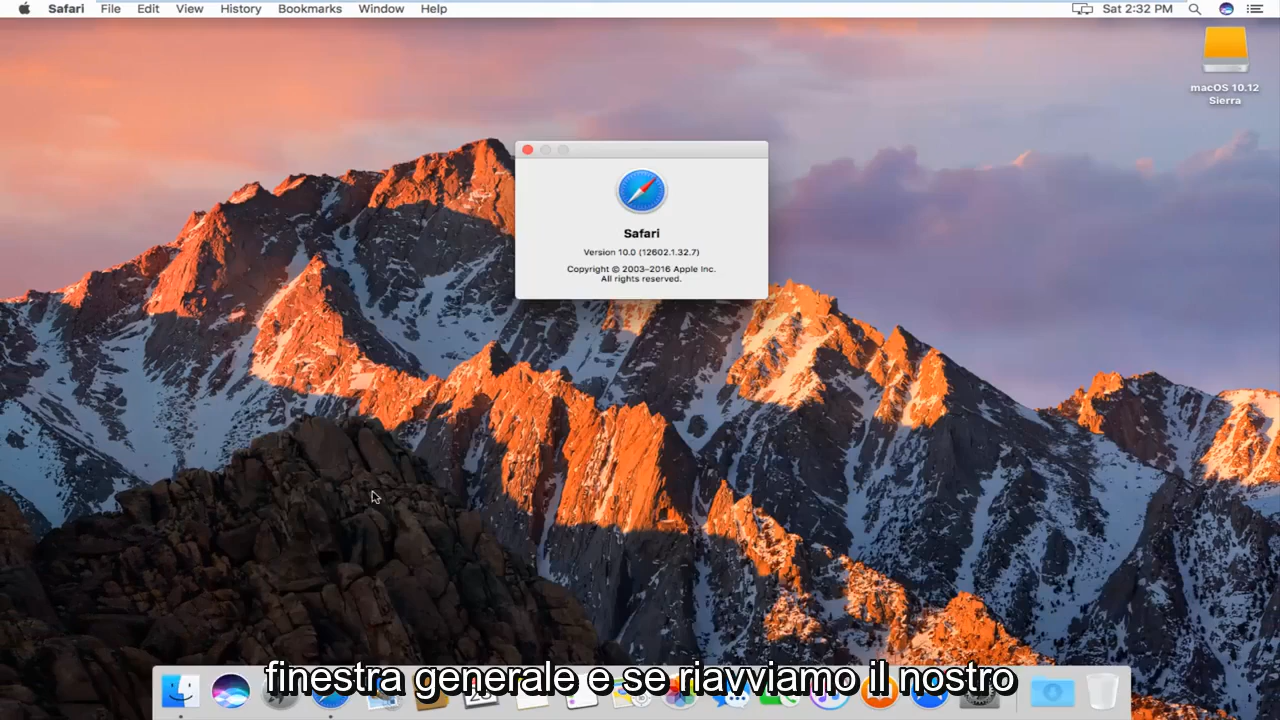 Safari File Edit View History Bookmarks Window Help
Sat 2:32 PM
macOS 10.12
Sierra
Safari
Version 10.0 (12602.1.32.7)
Copyright © 2003–2016 Apple Inc.
All rights reserved.
finestra generale e se riavviamo il nostro